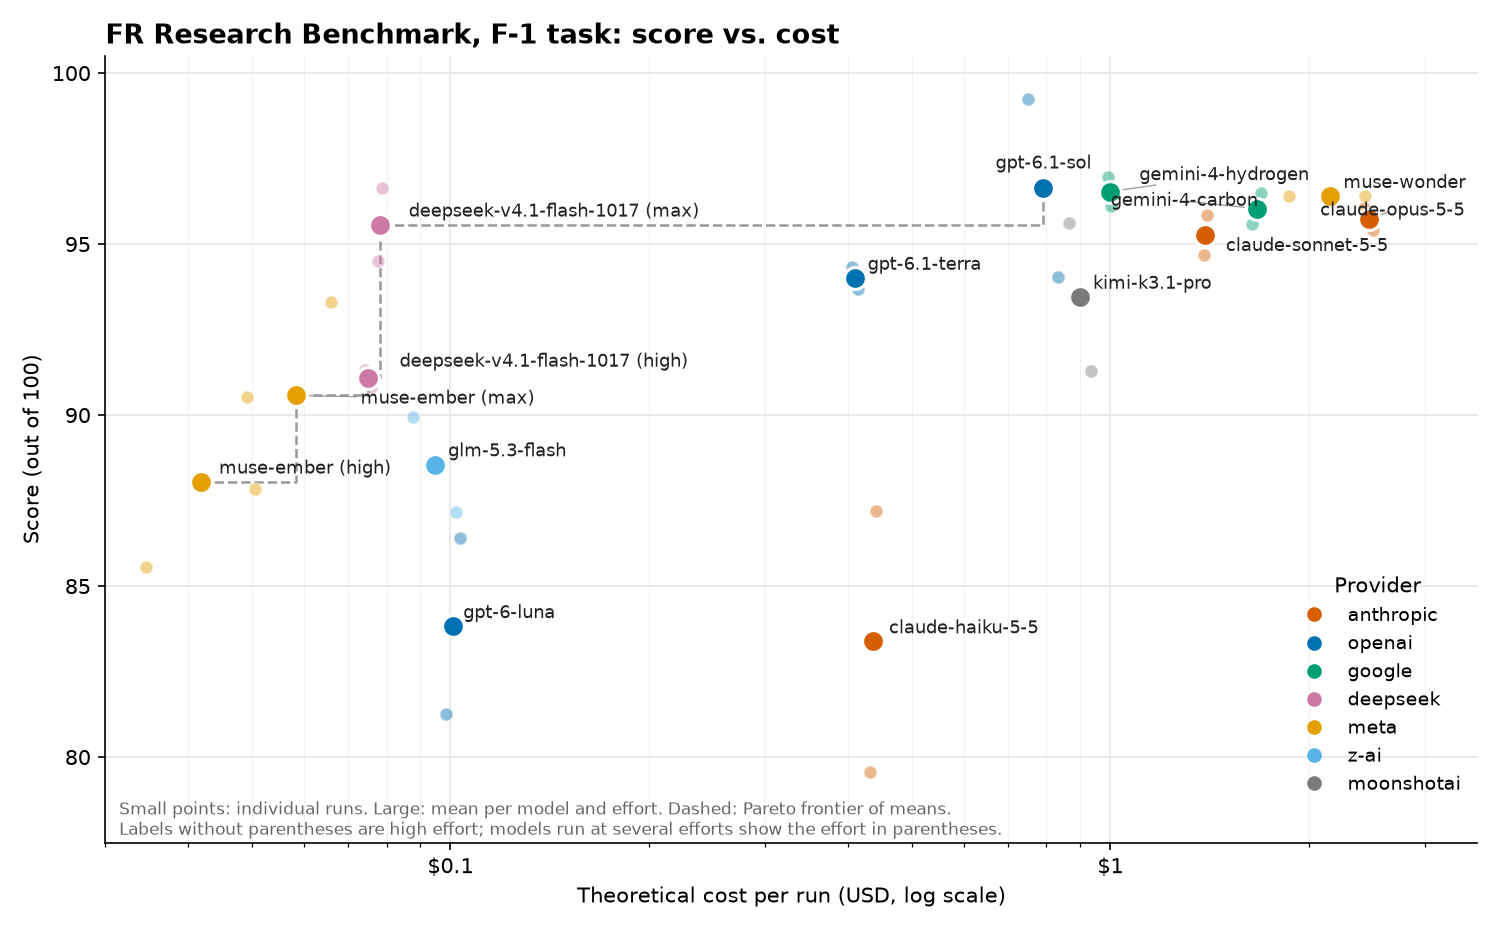 FR Research Benchmark, F-1 task: score vs. cost
100
95
90
85
80
Score (out of 100)
gpt-6.1-sol
gemini-4-hydrogen
muse-wonder
gemini-4-carbon
claude-opus-5-5
deepseek-v4.1-flash-1017 (max)
claude-sonnet-5-5
gpt-6.1-terra
kimi-k3.1-pro
deepseek-v4.1-flash-1017 (high)
muse-ember (max)
glm-5.3-flash
muse-ember (high)
gpt-6-luna
claude-haiku-5-5
Provider
anthropic
openai
google
deepseek
meta
z-ai
moonshotai
Small points: individual runs. Large: mean per model and effort. Dashed: Pareto frontier of means.
Labels without parentheses are high effort; models run at several efforts show the effort in parentheses.
$0.1
$1
Theoretical cost per run (USD, log scale)